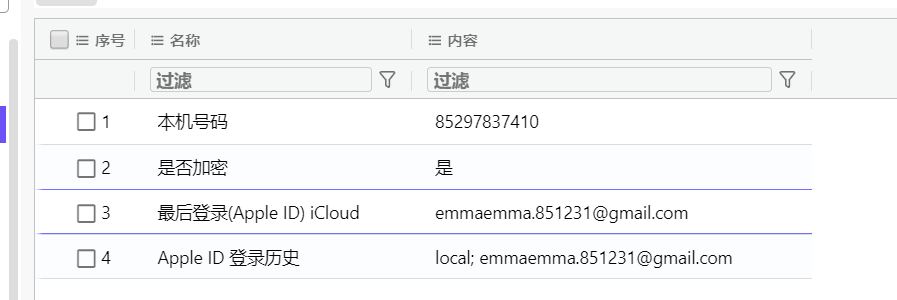 序号 名称 内容
过滤 过滤
1 本机号码 85297837410
2 是否加密 是
3 最后登录(Apple ID) iCloud emmaemma.851231@gmail.com
4 Apple ID 登录历史 local; emmaemma.851231@gmail.com